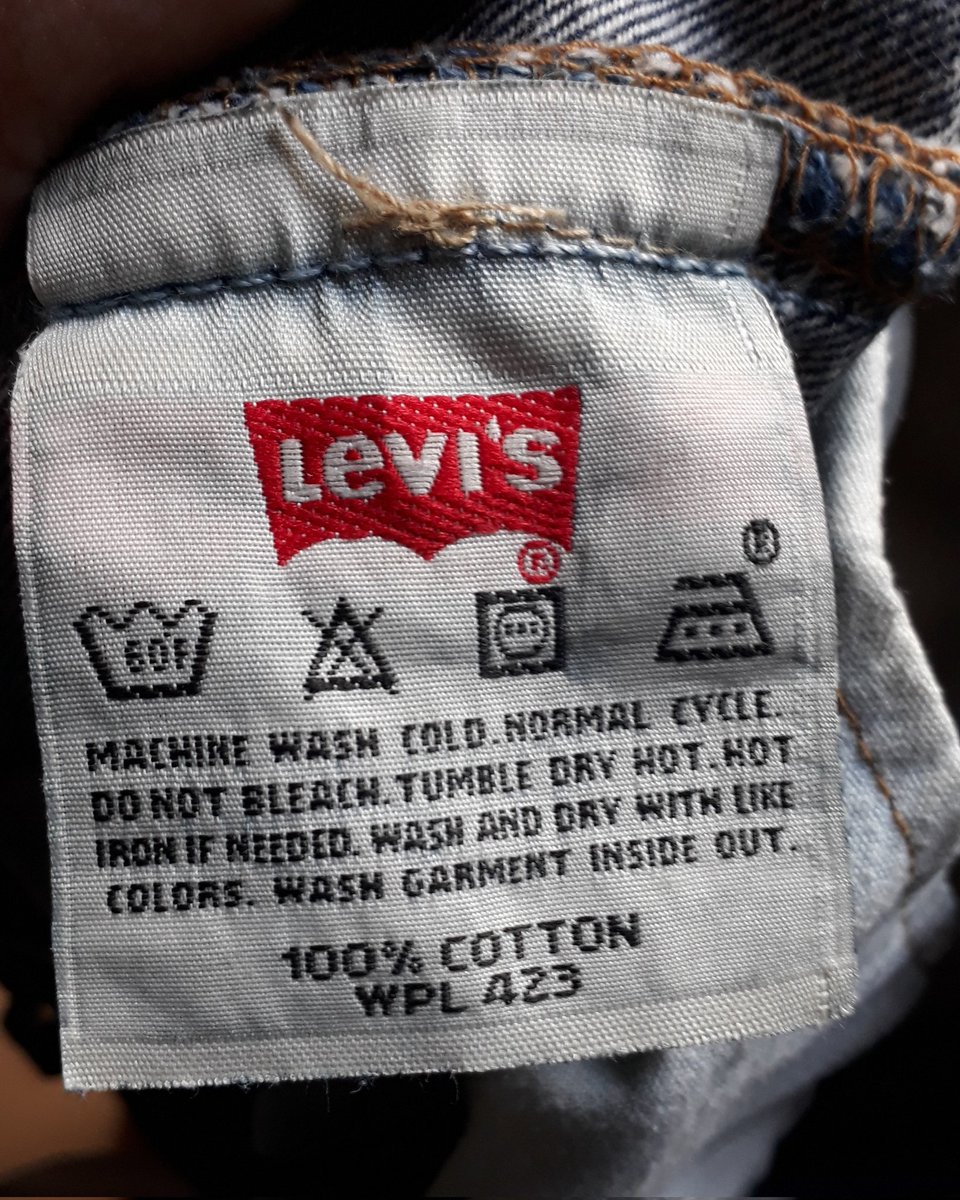 LEVI'S
®
®
80F
MACHINE WASH COLD. NORMAL CYCLE.
DO NOT BLEACH. TUMBLE DRY HOT. HOT
IRON IF NEEDED. WASH AND DRY WITH LIKE
COLORS. WASH GARMENT INSIDE OUT.
100% COTTON
WPL 423